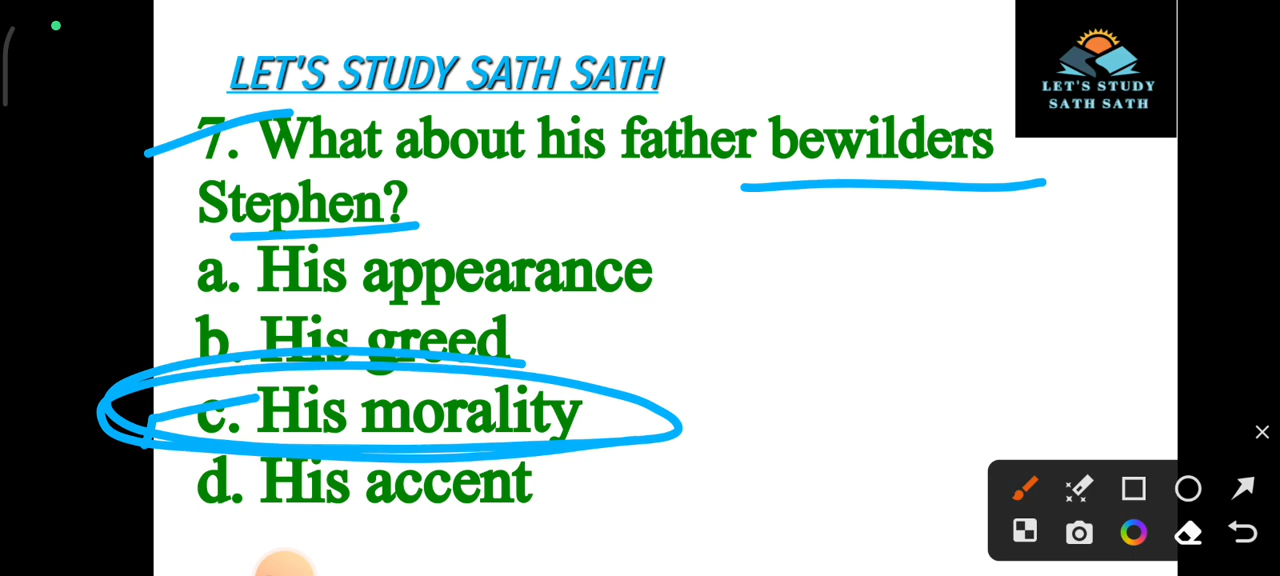 LET'S STUDY SATH SATH
LET'S STUDY
SATH SATH
7. What about his father bewilders
Stephen?
a. His appearance
b. His greed
c. His morality
d. His accent